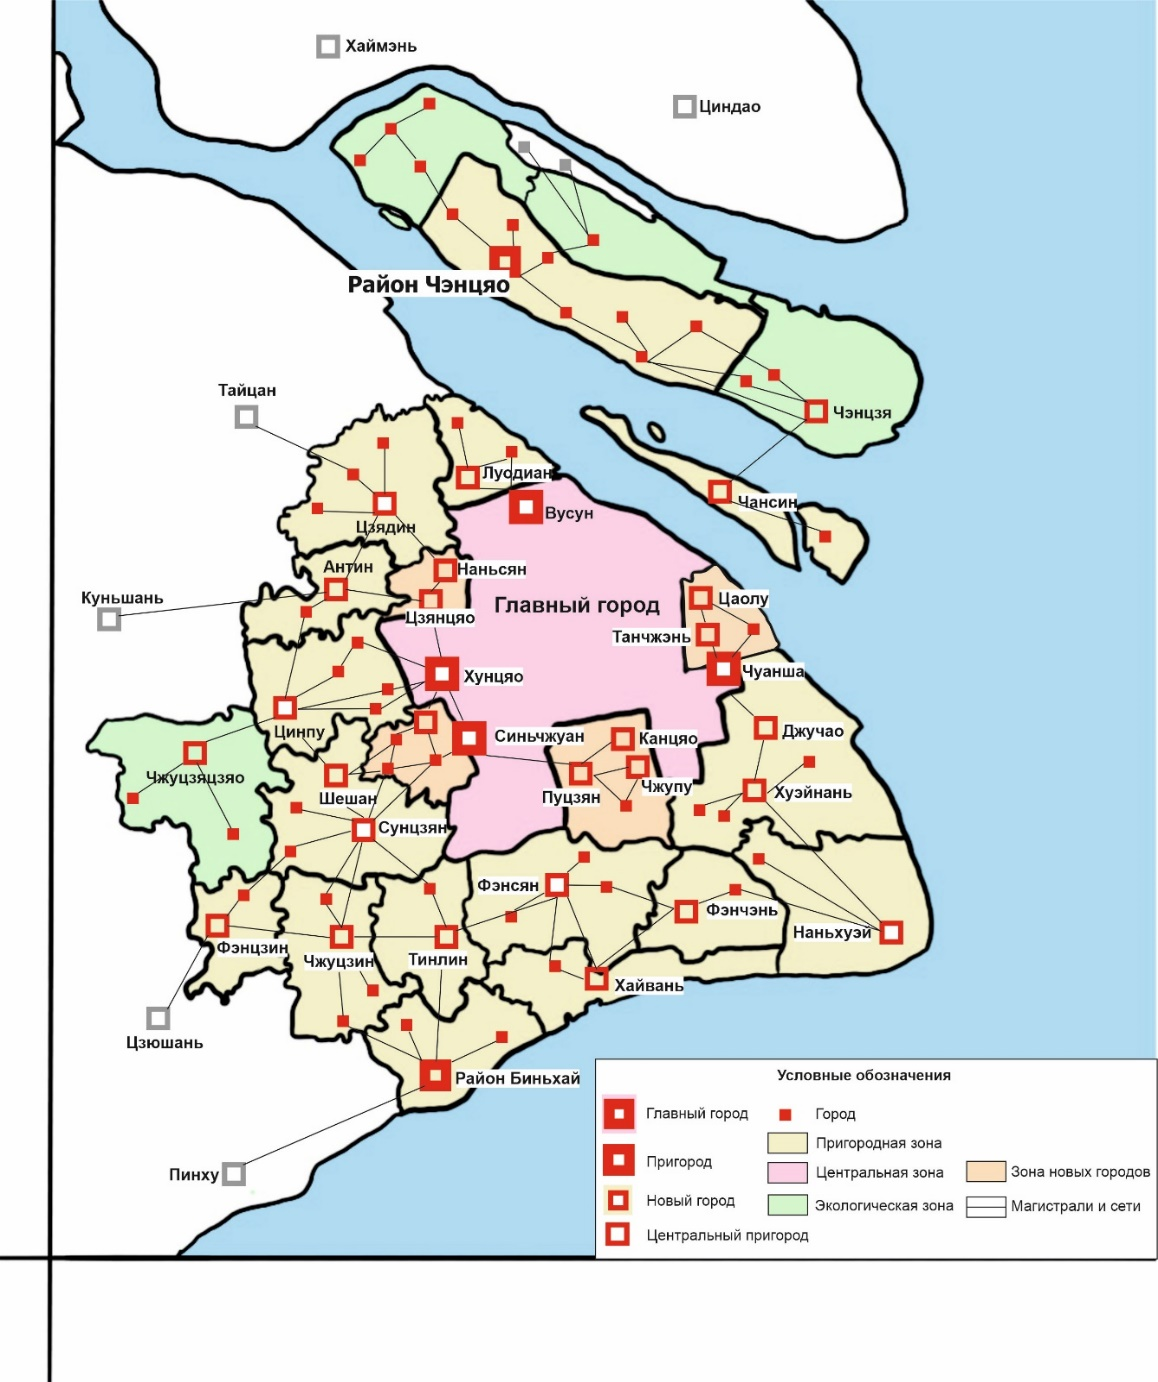 Хаймэнь
Циндао
Район Чэнцяо
Тайцан
Чэнцзя
Луодиан
Чансин
Вусун
Цзядин
Антин
Наньсян
Куньшань
Главный город
Цаолу
Цзянцяо
Танчжэнь
Хунцяо
Чуанша
Цинпу
Синьчжуан
Канцяо
Джучао
Чжуцзяцзяо
Шешан
Пуцзян
Чжупу
Хуэйнань
Сунцзян
Фэнсян
Фэнчэнь
Наньхуэй
Фэнцзин
Чжуцзин
Тинлин
Хайвань
Цзюшань
Район Биньхай
Пинху
Условные обозначения
Главный город
Город
Пригород
Пригородная зона
Центральная зона
Зона новых городов
Новый город
Экологическая зона
Магистрали и сети
Центральный пригород